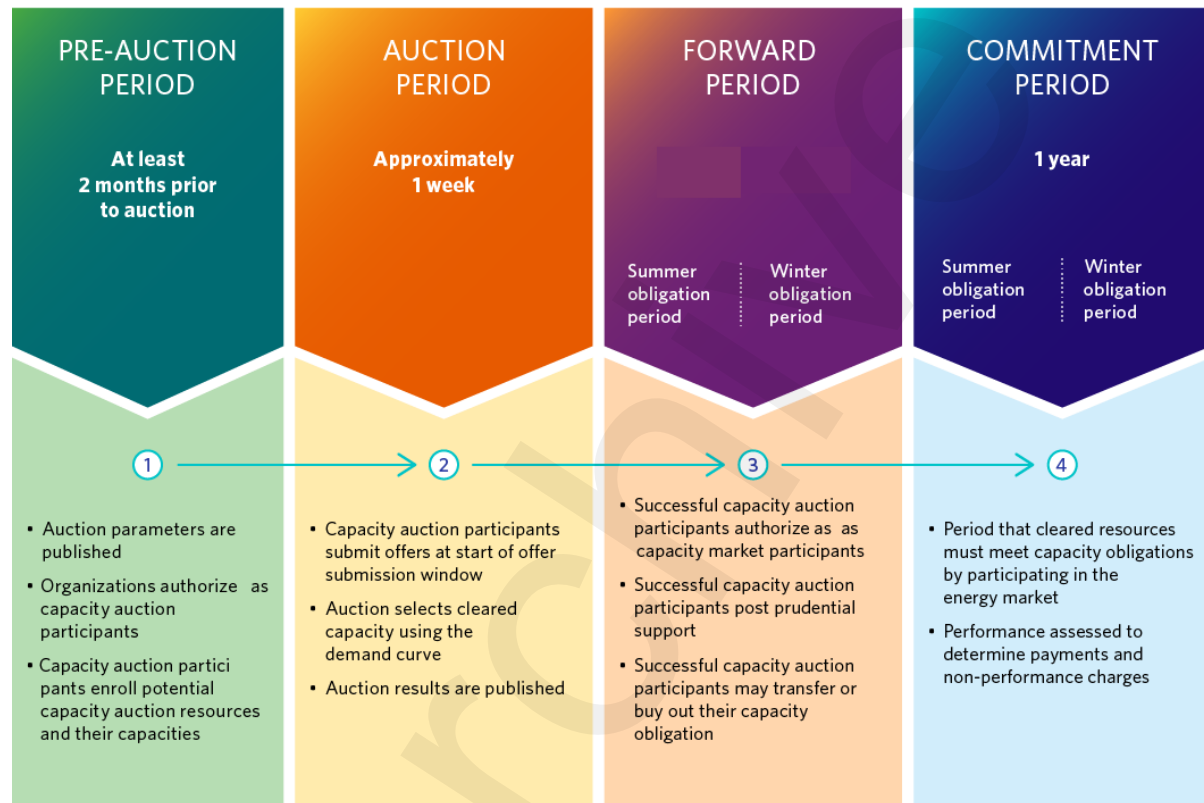 PRE-AUCTION
PERIOD
At least
2 months prior
to auction
1
▪ Auction parameters are
published
▪ Organizations authorize as
capacity auction
participants
▪ Capacity auction partici
pants enroll potential
capacity auction resources
and their capacities
AUCTION
PERIOD
Approximately
1 week
2
▪ Capacity auction participants
submit offers at start of offer
submission window
▪ Auction selects cleared
capacity using the
demand curve
▪ Auction results are published
FORWARD
PERIOD
Summer
obligation
period
Winter
obligation
period
3
▪ Successful capacity auction
participants authorize as as
capacity market participants
▪ Successful capacity auction
participants post prudential
support
▪ Successful capacity auction
participants may transfer or
buy out their capacity
obligation
COMMITMENT
PERIOD
1 year
Summer
obligation
period
Winter
obligation
period
4
▪ Period that cleared resources
must meet capacity obligations
by participating in the
energy market
▪ Performance assessed to
determine payments and
non-performance charges
rchive